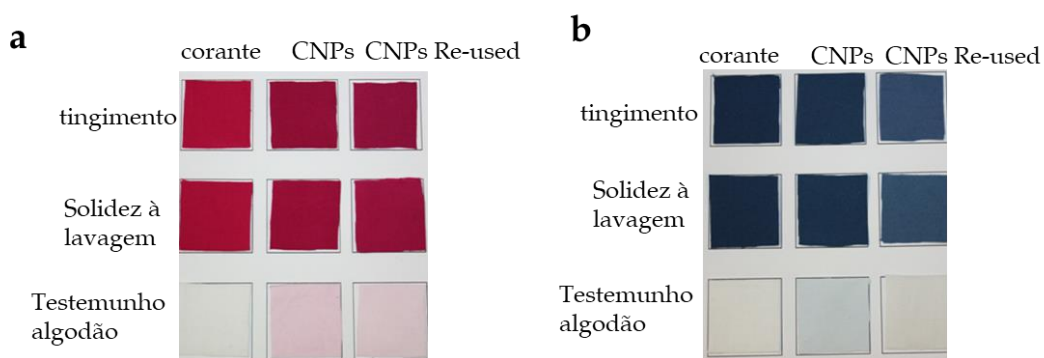 a
corante CNPs CNPs Re-used
tingimento
Solidez à
lavagem
Testemunho
algodão
b
corante CNPs CNPs Re-used
tingimento
Solidez à
lavagem
Testemunho
algodão